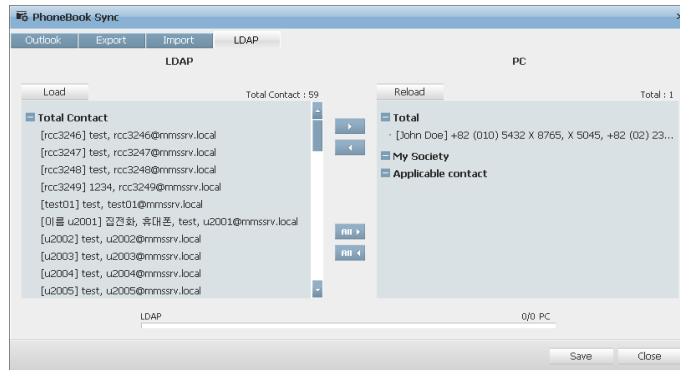 PhoneBook Sync
Outlook Export Import LDAP
LDAP PC
Load Total Contact : 59 Reload Total : 1
Total Contact
[rcc3246] test, rcc3246@mmssrv.local
[rcc3247] test, rcc3247@mmssrv.local
[rcc3248] test, rcc3248@mmssrv.local
[rcc3249] 1234, rcc3249@mmssrv.local
[test01] test, test01@mmssrv.local
[이름 u2001] 집전화, 휴대폰, test, u2001@mmssrv.local
[u2002] test, u2002@mmssrv.local
[u2003] test, u2003@mmssrv.local
[u2004] test, u2004@mmssrv.local
[u2005] test, u2005@mmssrv.local
All
All
Total
· [John Doe] +82 (010) 5432 X 8765, X 5045, +82 (02) 23...
My Society
Applicable contact
LDAP 0/0 PC
Save Close